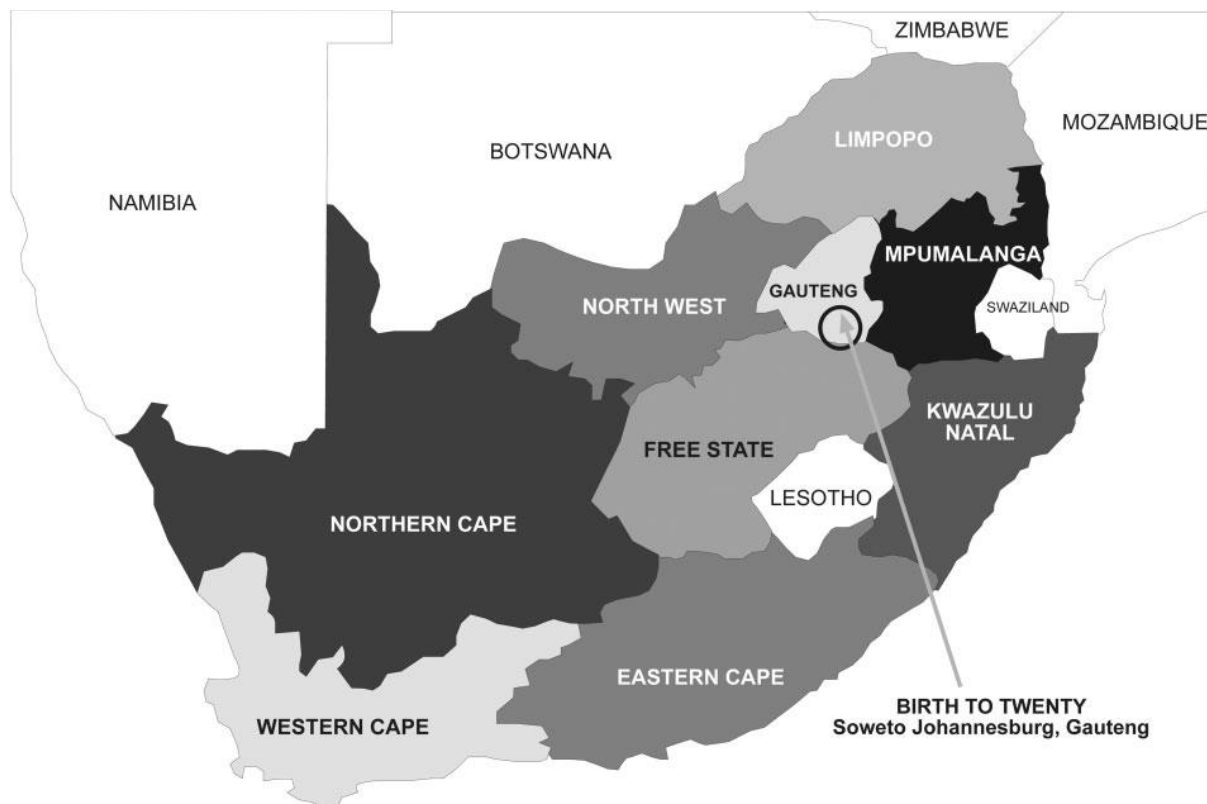 ZIMBABWE
MOZAMBIQUE
LIMPOPO
BOTSWANA
NAMIBIA
MPUMALANGA
GAUTENG
NORTH WEST
SWAZILAND
KWAZULU
NATAL
FREE STATE
LESOTHO
NORTHERN CAPE
EASTERN CAPE
WESTERN CAPE
BIRTH TO TWENTY
Soweto Johannesburg, Gauteng